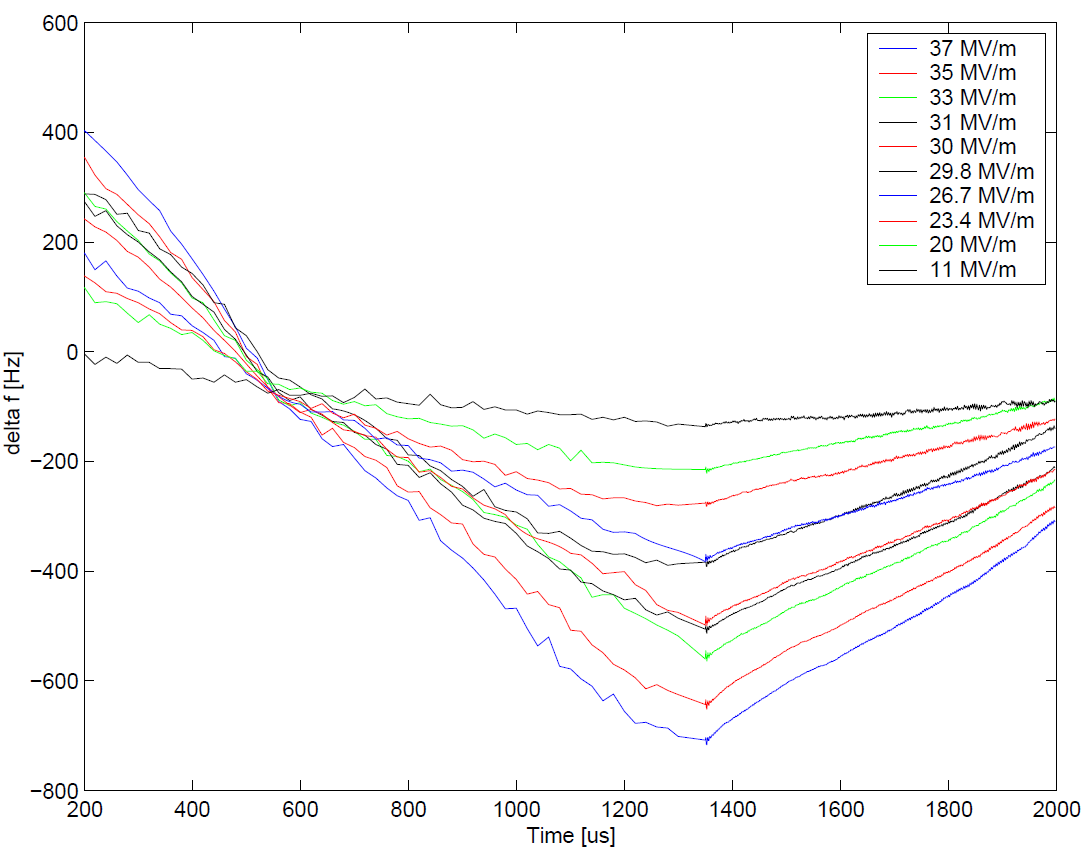 600
400
200
0
−200
−400
−600
−800
delta f [Hz]
37 MV/m
35 MV/m
33 MV/m
31 MV/m
30 MV/m
29.8 MV/m
26.7 MV/m
23.4 MV/m
20 MV/m
11 MV/m
200 400 600 800 1000 1200 1400 1600 1800 2000
Time [us]